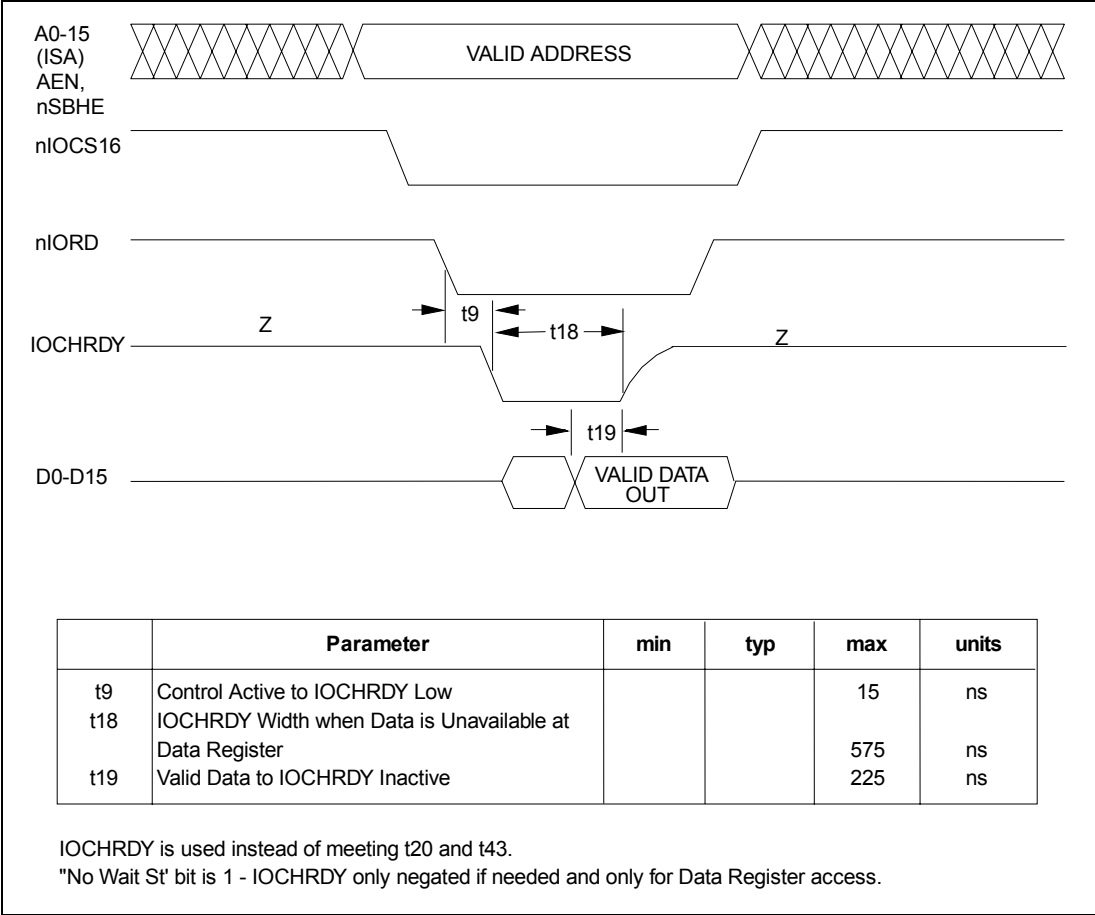 A0-15
(ISA)
AEN,
nSBHE
VALID ADDRESS
nIOCS16
nIORD
t9
Z
t18
Z
IOCHRDY
t19
D0-D15
VALID DATA
OUT
Parameter min typ max units
t9 Control Active to IOCHRDY Low 15 ns
t18 IOCHRDY Width when Data is Unavailable at
Data Register 575 ns
t19 Valid Data to IOCHRDY Inactive 225 ns
IOCHRDY is used instead of meeting t20 and t43.
"No Wait St' bit is 1 - IOCHRDY only negated if needed and only for Data Register access.